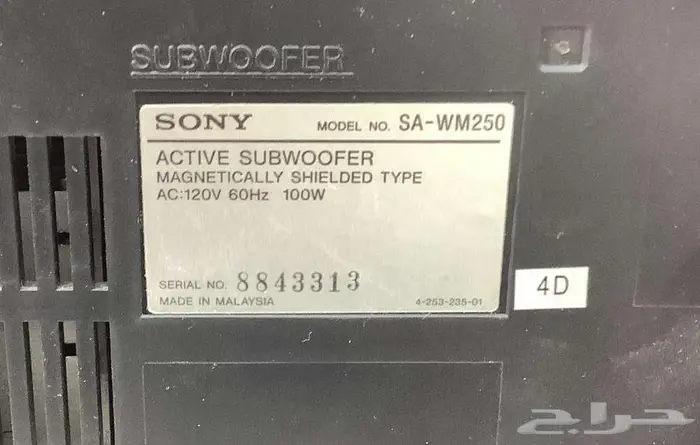 SUBWOOFER
SONY MODEL NO. SA-WM250
ACTIVE SUBWOOFER
MAGNETICALLY SHIELDED TYPE
AC:120V 60Hz 100W
SERIAL NO. 8843313
MADE IN MALAYSIA 4-253-235-01
4D
حراج